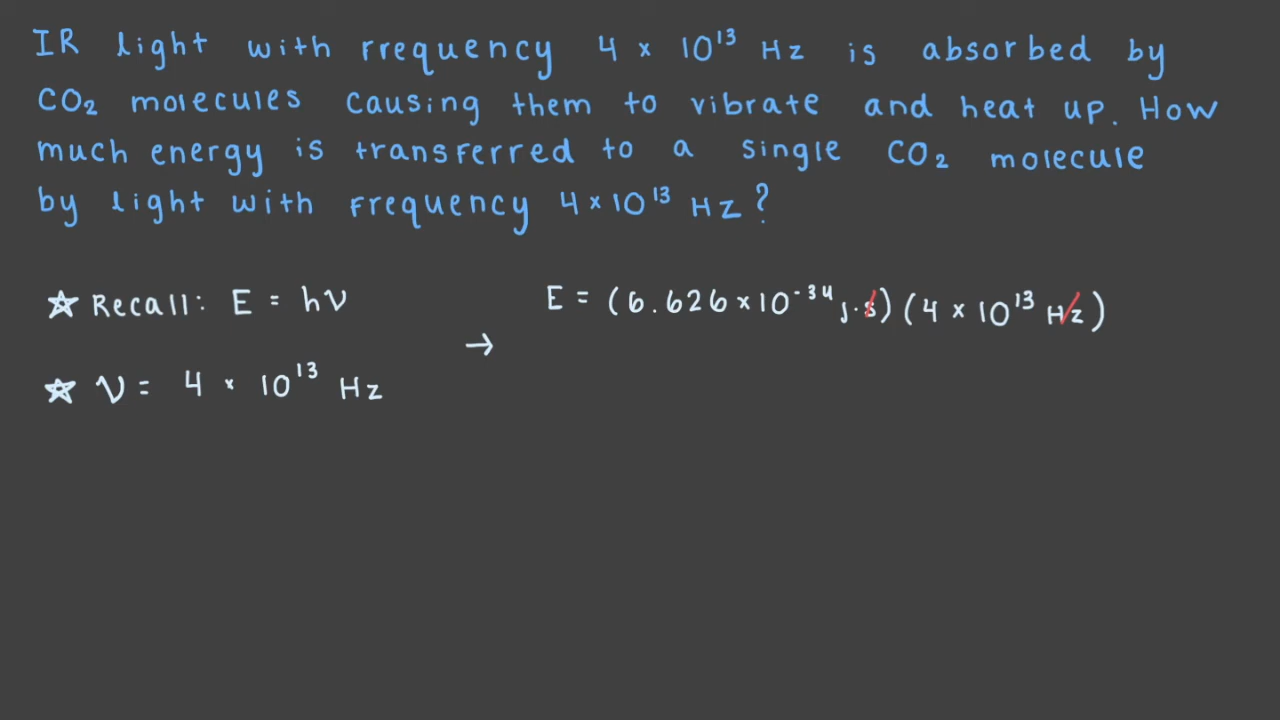 IR light with frequency 4 × 10¹³ Hz is absorbed by
CO₂ molecules causing them to vibrate and heat up. How
much energy is transferred to a single CO₂ molecule
by light with frequency 4 × 10¹³ Hz ?
☆ Recall: E = hν
E = (6.626 × 10⁻³⁴ J·s) (4 × 10¹³ Hz)
→
☆ ν = 4 × 10¹³ Hz